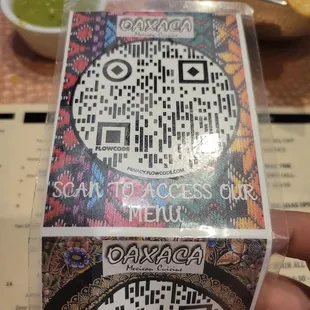 OAXACA
FLOWCODE
PRIVACY.FLOWCODE.COM
SCAN TO ACCESS OUR
MENU
OAXACA
Mexican Cuisine